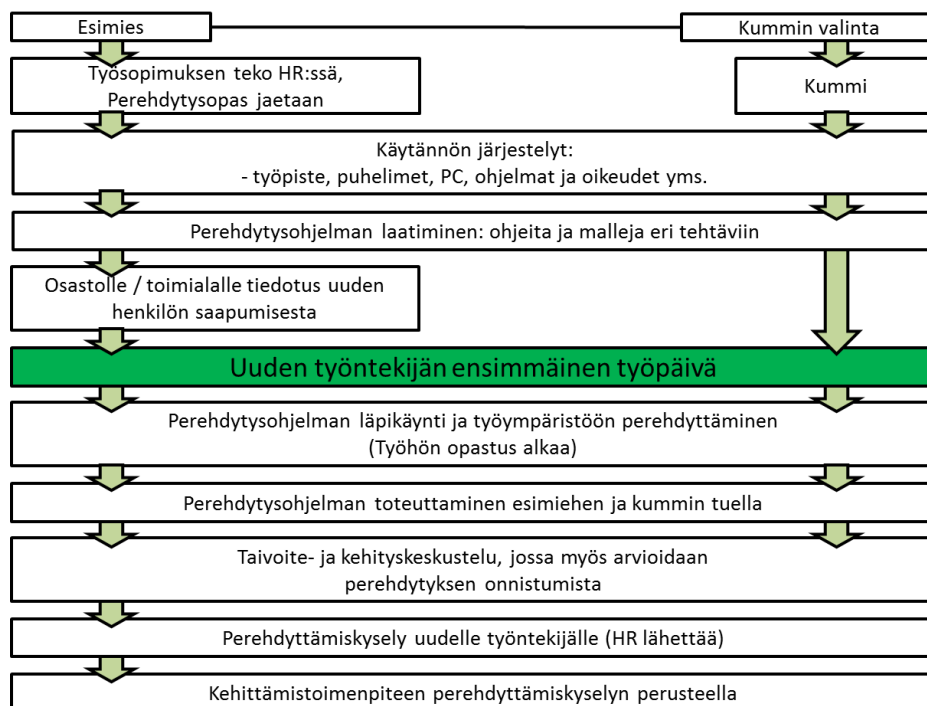 Esimies
Kummin valinta
Työsopimuksen teko HR:ssä,
Perehdytysopas jaetaan
Kummi
Käytännön järjestelyt:
- työpiste, puhelimet, PC, ohjelmat ja oikeudet yms.
Perehdytysohjelman laatiminen: ohjeita ja malleja eri tehtäviin
Osastolle / toimialalle tiedotus uuden
henkilön saapumisesta
Uuden työntekijän ensimmäinen työpäivä
Perehdytysohjelman läpikäynti ja työympäristöön perehdyttäminen
(Työhön opastus alkaa)
Perehdytysohjelman toteuttaminen esimiehen ja kummin tuella
Taivoite- ja kehityskeskustelu, jossa myös arvioidaan
perehdytyksen onnistumista
Perehdyttämiskysely uudelle työntekijälle (HR lähettää)
Kehittämistoimenpiteen perehdyttämiskyselyn perusteella